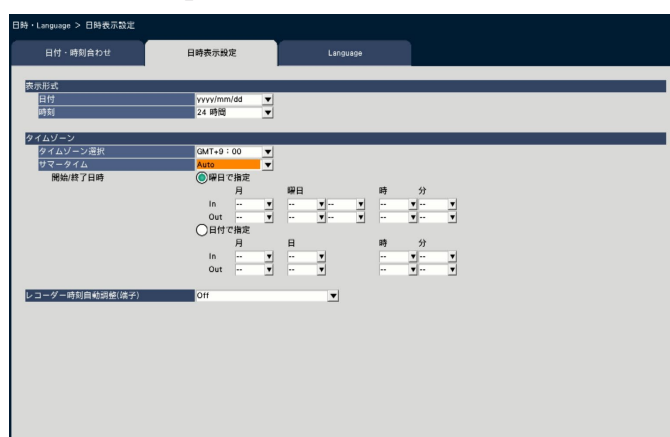 日時・Language > 日時表示設定
日付・時刻合わせ 日時表示設定 Language
表示形式
日付 yyyy/mm/dd
時刻 24 時間
タイムゾーン
タイムゾーン選択 GMT+9:00
サマータイム Auto
開始/終了日時 曜日で指定
月 曜日 時 分
In -- -- -- -- --
Out -- -- -- -- --
日付で指定
月 日 時 分
In -- -- -- --
Out -- -- -- --
レコーダー時刻自動調整(端子) Off